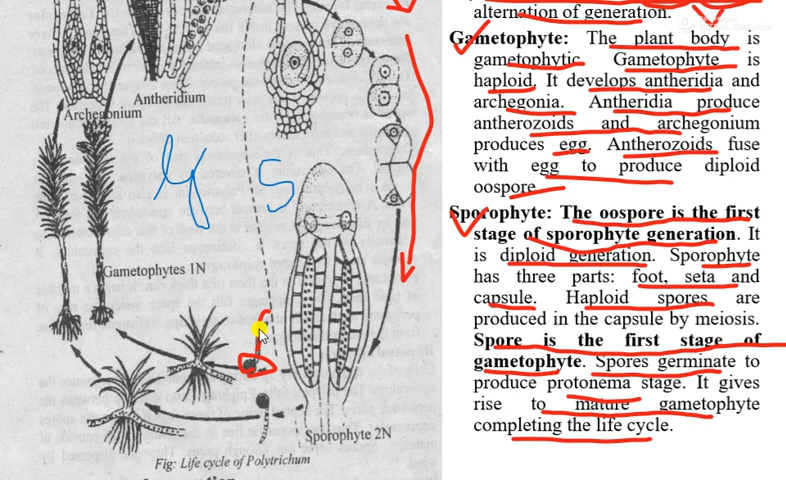 Archegonium
Antheridium
G
S
Gametophytes 1N
Sporophyte 2N
Fig: Life cycle of Polytrichum
alternation of generation.
Gametophyte: The plant body is
gametophytic Gametophyte is
haploid. It develops antheridia and
archegonia. Antheridia produce
antherozoids and archegonium
produces egg. Antherozoids fuse
with egg to produce diploid
oospore
Sporophyte: The oospore is the first
stage of sporophyte generation. It
is diploid generation. Sporophyte
has three parts: foot, seta and
capsule. Haploid spores are
produced in the capsule by meiosis.
Spore is the first stage of
gametophyte. Spores germinate to
produce protonema stage. It gives
rise to mature gametophyte
completing the life cycle.